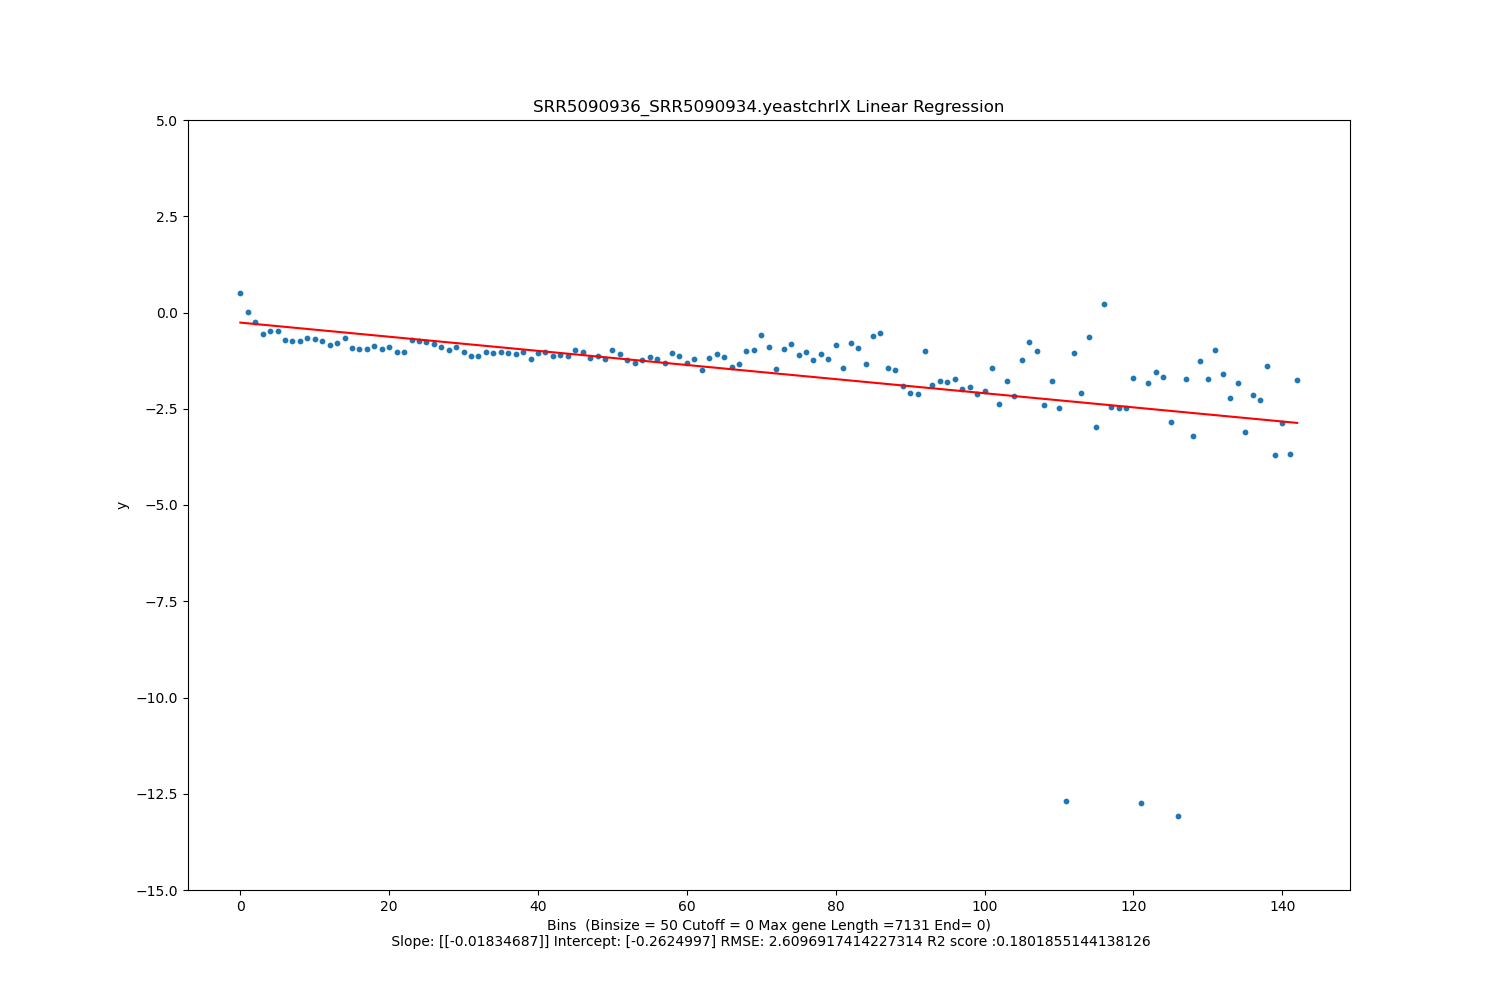 SRR5090936_SRR5090934.yeastchrIX Linear Regression
5.0
2.5
0.0
−2.5
−5.0
−7.5
−10.0
−12.5
−15.0
y
0 20 40 60 80 100 120 140
Bins  (Binsize = 50 Cutoff = 0 Max gene Length =7131 End= 0)
Slope: [[-0.01834687]] Intercept: [-0.2624997] RMSE: 2.6096917414227314 R2 score :0.1801855144138126